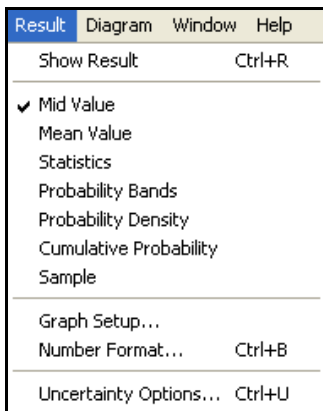 Result Diagram Window Help
Show Result Ctrl+R
✓ Mid Value
Mean Value
Statistics
Probability Bands
Probability Density
Cumulative Probability
Sample
Graph Setup...
Number Format... Ctrl+B
Uncertainty Options... Ctrl+U